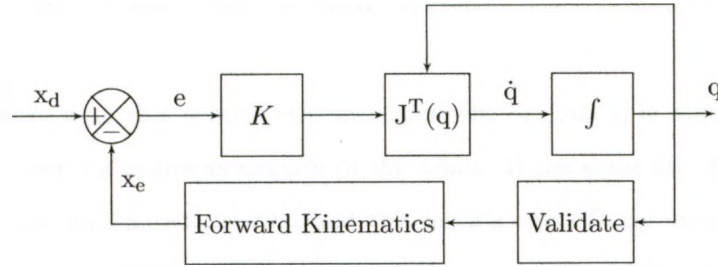 x_d
+
−
e
K
J^T(q)
q̇
∫
q
x_e
Forward Kinematics
Validate